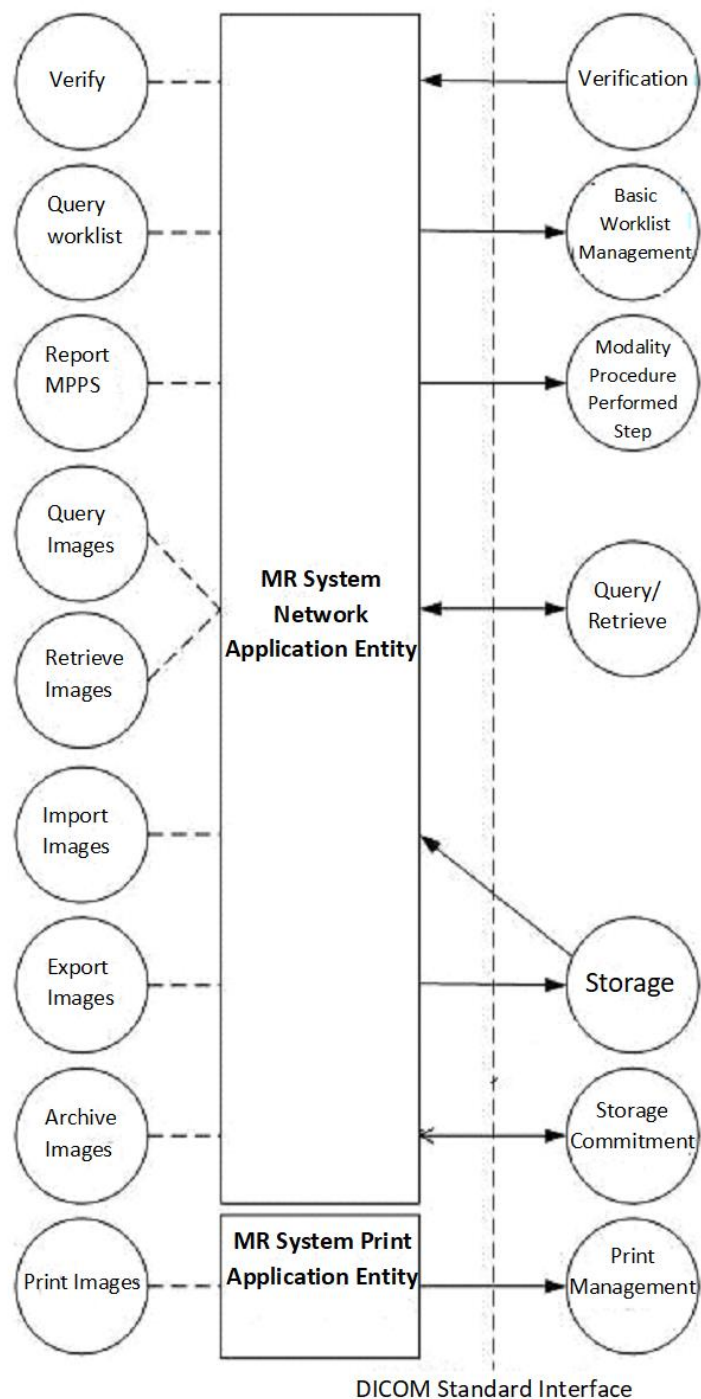 Verify
Verification
Query
worklist
Basic
Worklist
Management
Report
MPPS
Modality
Procedure
Performed
Step
Query
Images
MR System
Network
Application Entity
Query/
Retrieve
Retrieve
Images
Import
Images
Export
Images
Storage
Archive
Images
Storage
Commitment
MR System Print
Application Entity
Print Images
Print
Management
DICOM Standard Interface